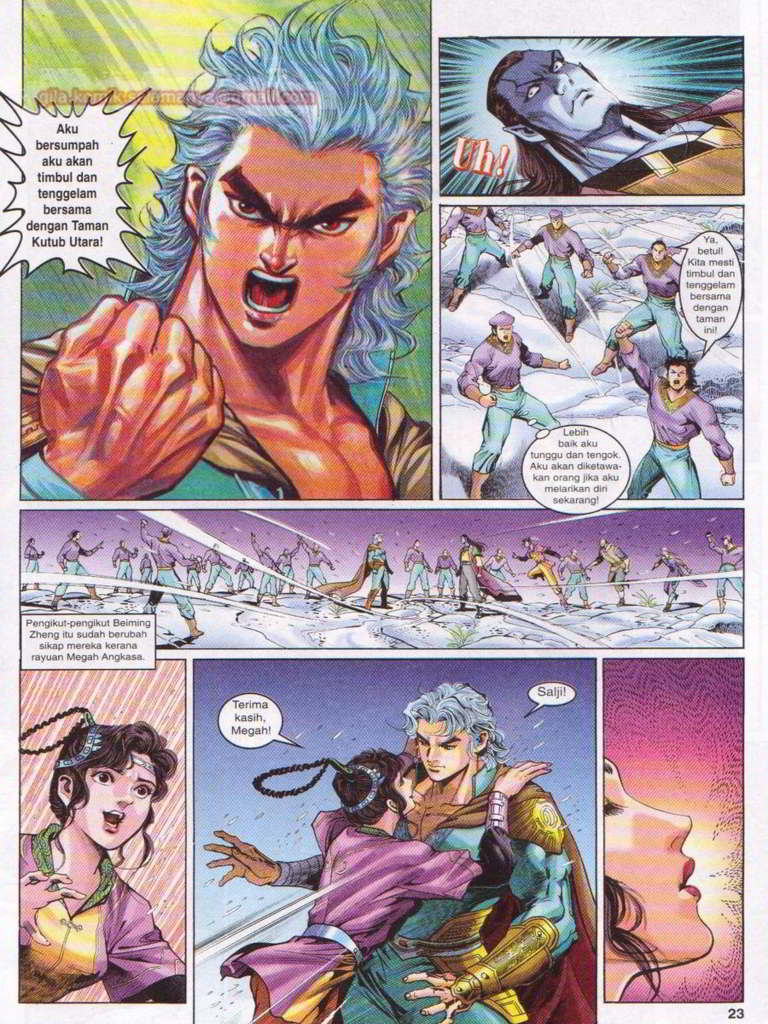 Aku
bersumpah
aku akan
timbul dan
tenggelam
bersama
dengan Taman
Kutub Utara!
Uh!
Ya,
betul!
Kita mesti
timbul dan
tenggelam
bersama
taman
ini!
Lebih
baik aku
tunggu dan tengok.
Aku akan diketawa-
kan orang jika aku
melarikan diri
sekarang!
Pengikut-pengikut Beiming
Zheng itu sudah berubah
sikap mereka kerana
rayuan Megah Angkasa.
Terima
kasih,
Megah!
Salji!
23